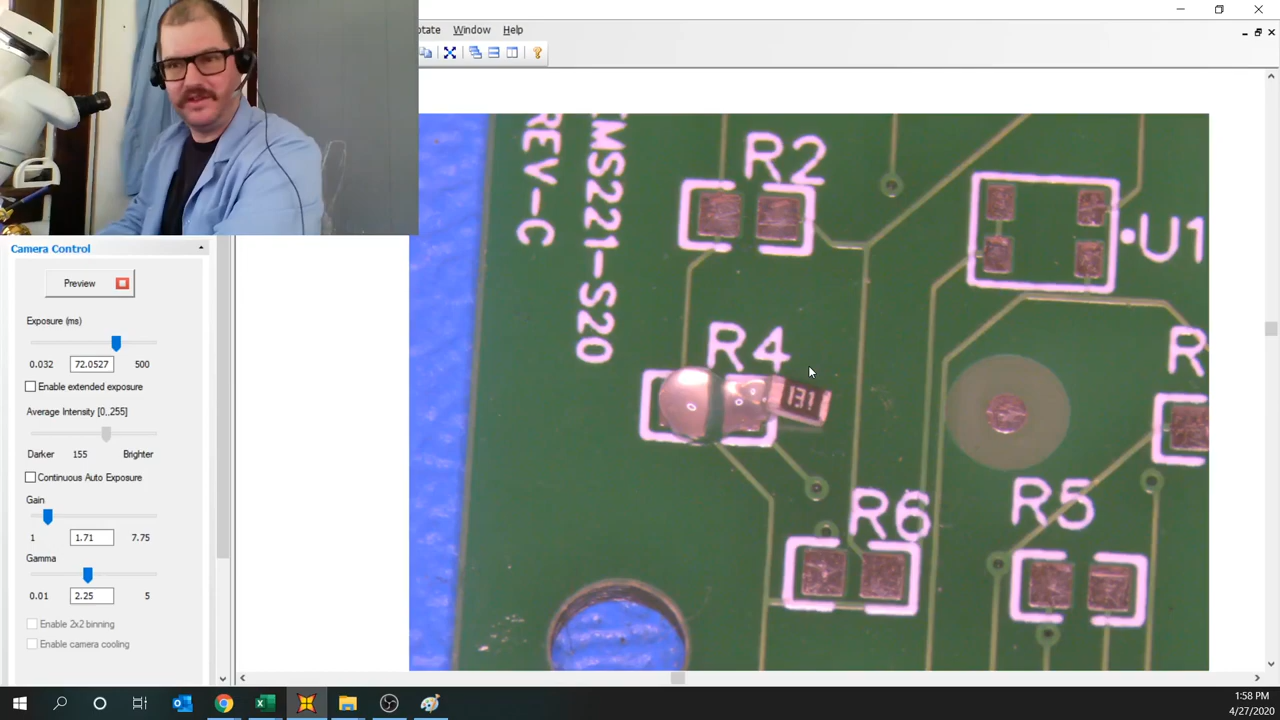 otate Window Help
Camera Control
Preview
Exposure (ms)
0.032 72.0527 500
Enable extended exposure
Average Intensity [0,,255]
Darker 155 Brighter
Continuous Auto Exposure
Gain
1 1.71 7.75
Gamma
0.01 2.25 5
Enable 2x2 binning
Enable camera cooling
MS221-S20
REV-C
R2
U1
R4
R
131
R6
R5
1:58 PM
4/27/2020